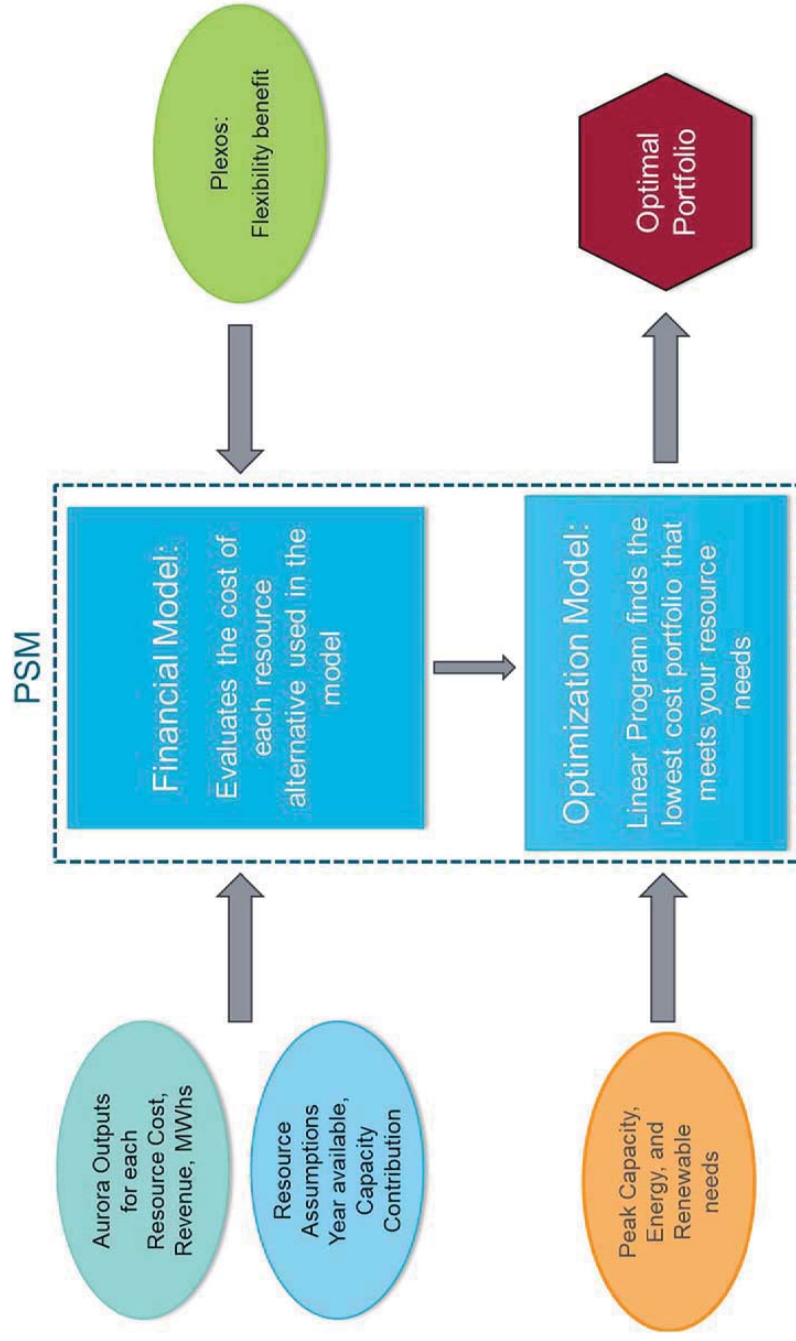 PSM
Aurora Outputs
for each
Resource Cost,
Revenue, MWhs
Resource
Assumptions
Year available,
Capacity
Contribution
Financial Model:
Evaluates the cost of
each resource
alternative used in the
model
Plexos:
Flexibility benefit
Peak Capacity,
Energy, and
Renewable
needs
Optimization Model:
Linear Program finds the
lowest cost portfolio that
meets your resource
needs
Optimal
Portfolio